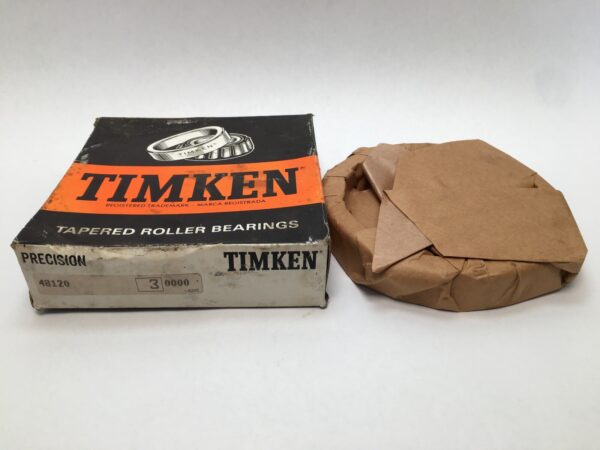 TIMKEN
TIMKEN
REGISTERED TRADEMARK - MARCA REGISTRADA
TAPERED ROLLER BEARINGS
PRECISION TIMKEN
48120 3 0000